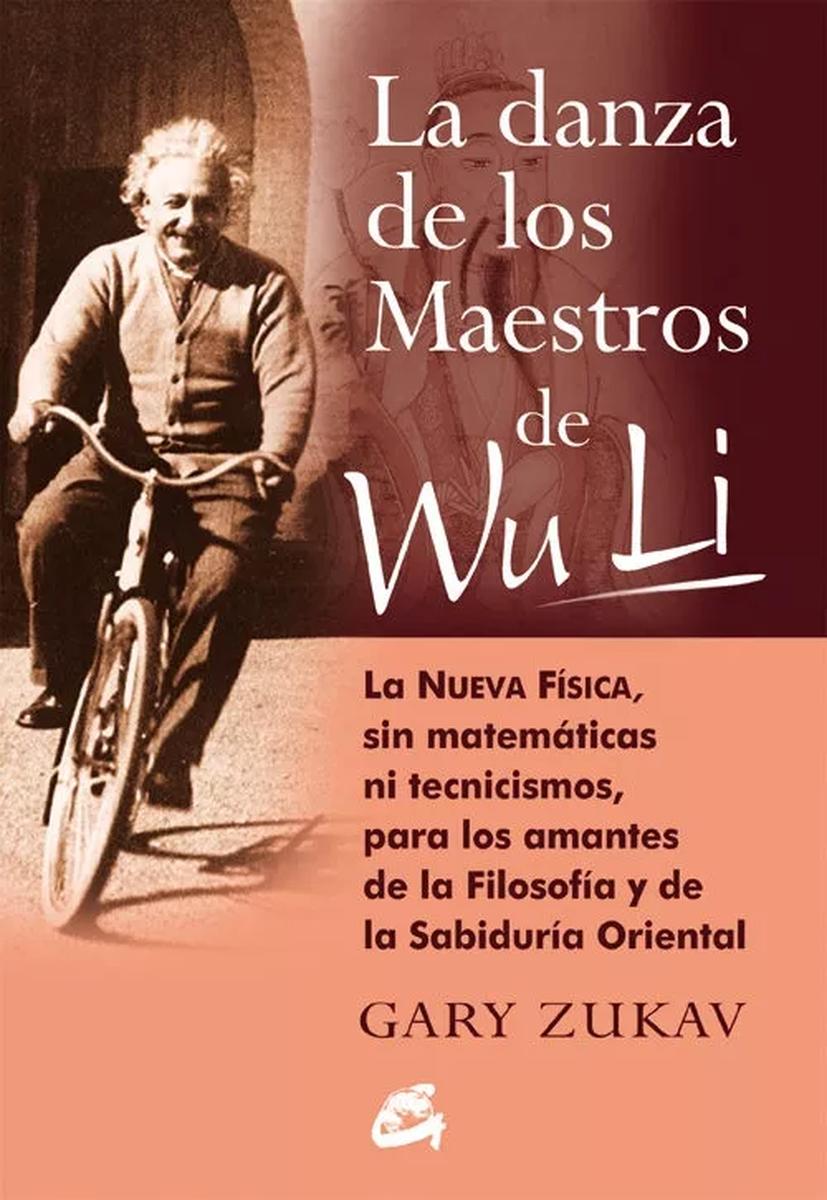 La danza
de los
Maestros
de
Wu Li
La NUEVA FÍSICA,
sin matemáticas
ni tecnicismos,
para los amantes
de la Filosofía y de
la Sabiduría Oriental
GARY ZUKAV